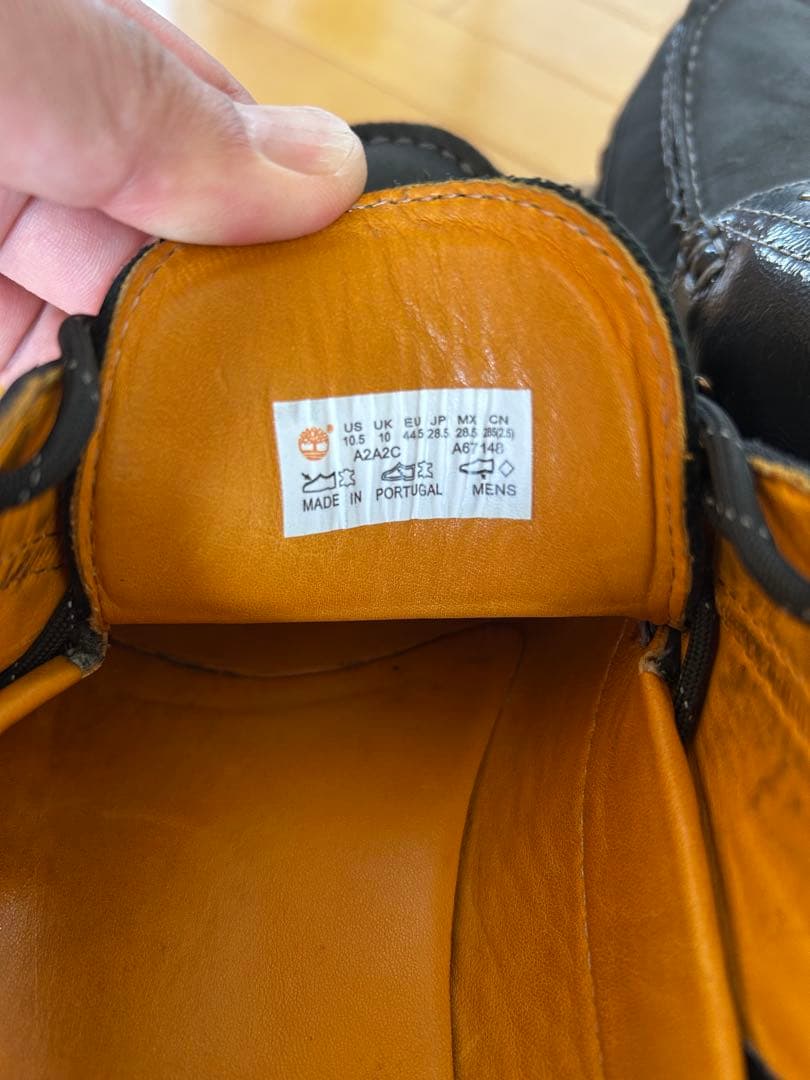 US UK EU JP MX CN
10.5 10 44.5 28.5 28.5 285(2.5)
A2A2C A67148
MADE IN PORTUGAL MENS